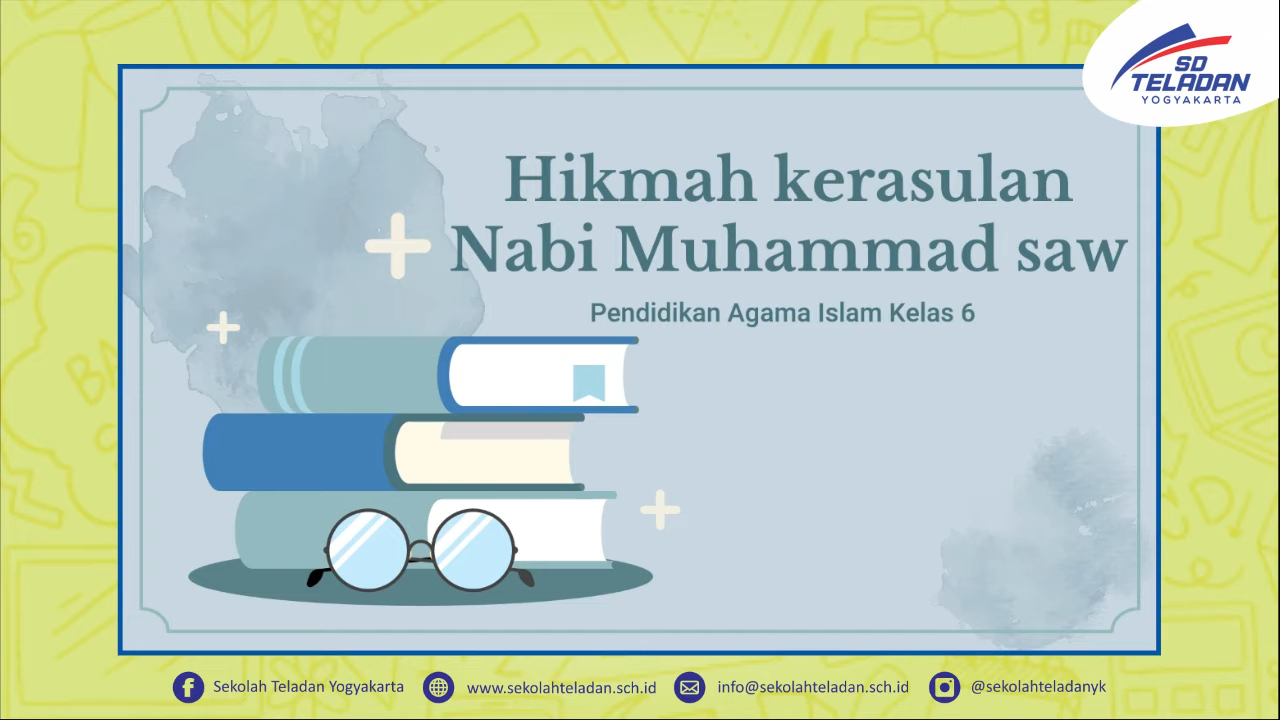 SD
TELADAN
YOGYAKARTA
Hikmah kerasulan
Nabi Muhammad saw
Pendidikan Agama Islam Kelas 6
Sekolah Teladan Yogyakarta
www.sekolahteladan.sch.id
info@sekolahteladan.sch.id
@sekolahteladanyk